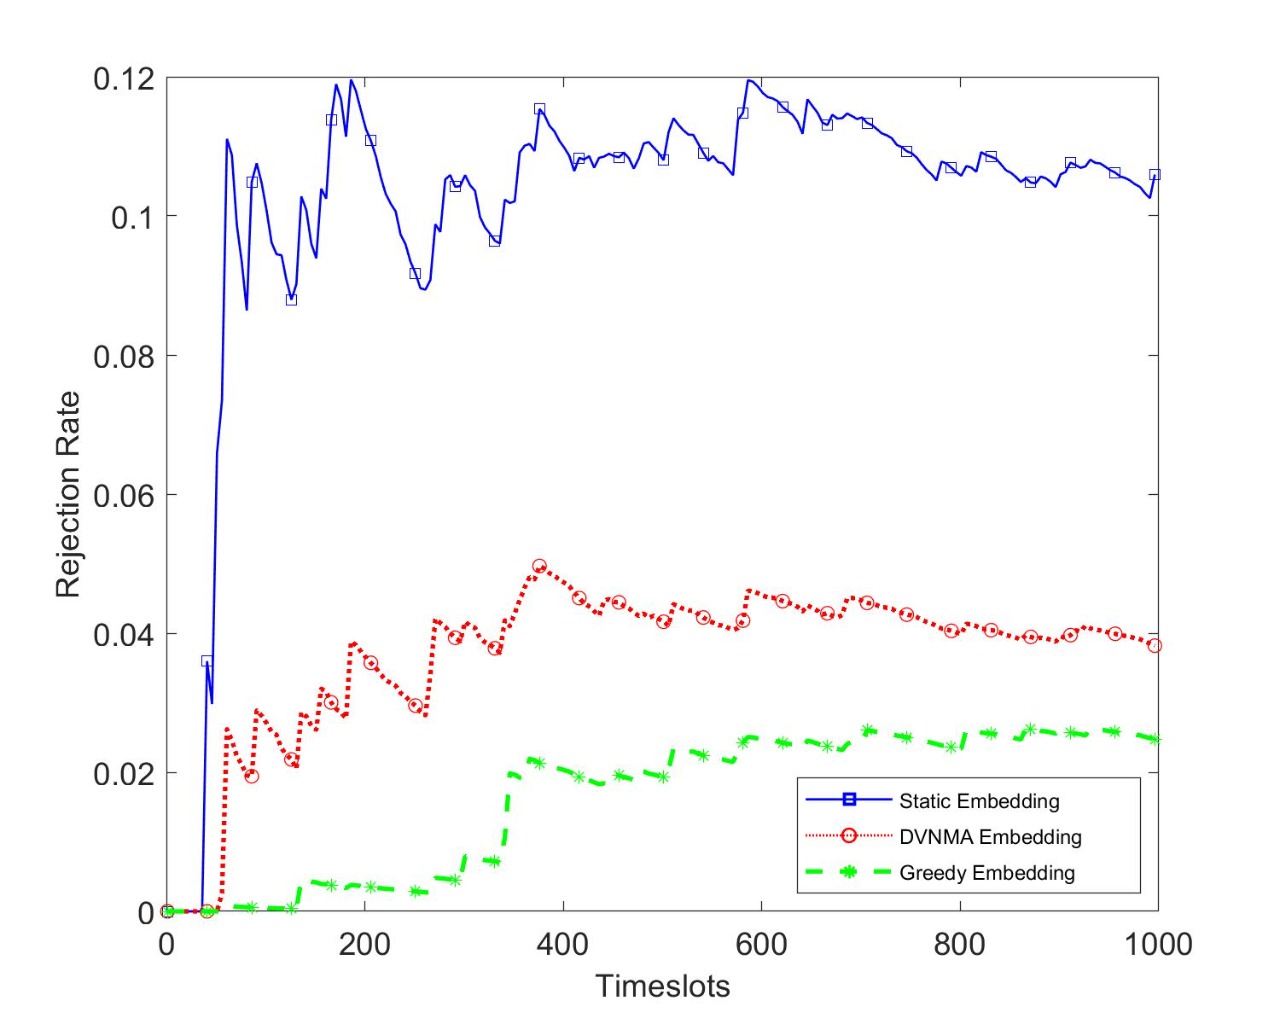 0.12
0.1
0.08
0.06
0.04
0.02
0
Rejection Rate
0 200 400 600 800 1000
Timeslots
Static Embedding
DVNMA Embedding
Greedy Embedding